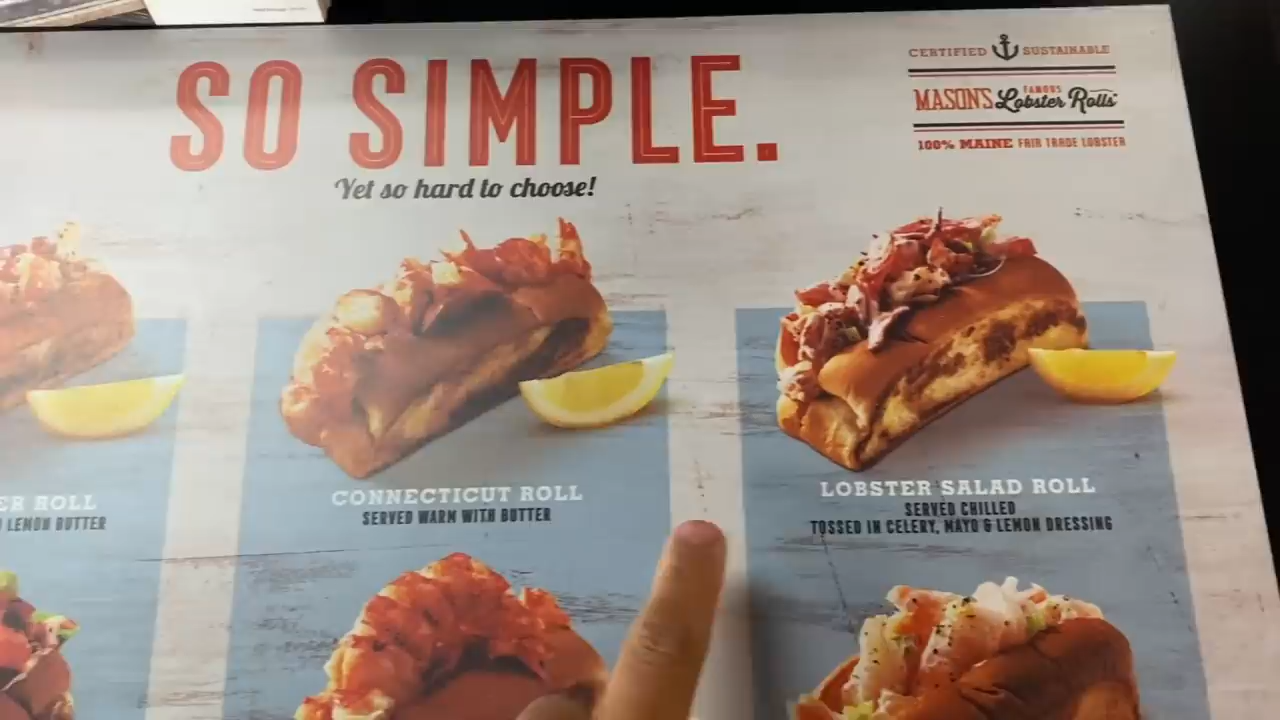 CERTIFIED SUSTAINABLE
MASON'S FAMOUS Lobster Rolls
100% MAINE FAIR TRADE LOBSTER
SO SIMPLE.
Yet so hard to choose!
ROLL
LEMON BUTTER
CONNECTICUT ROLL
SERVED WARM WITH BUTTER
LOBSTER SALAD ROLL
SERVED CHILLED
TOSSED IN CELERY, MAYO & LEMON DRESSING